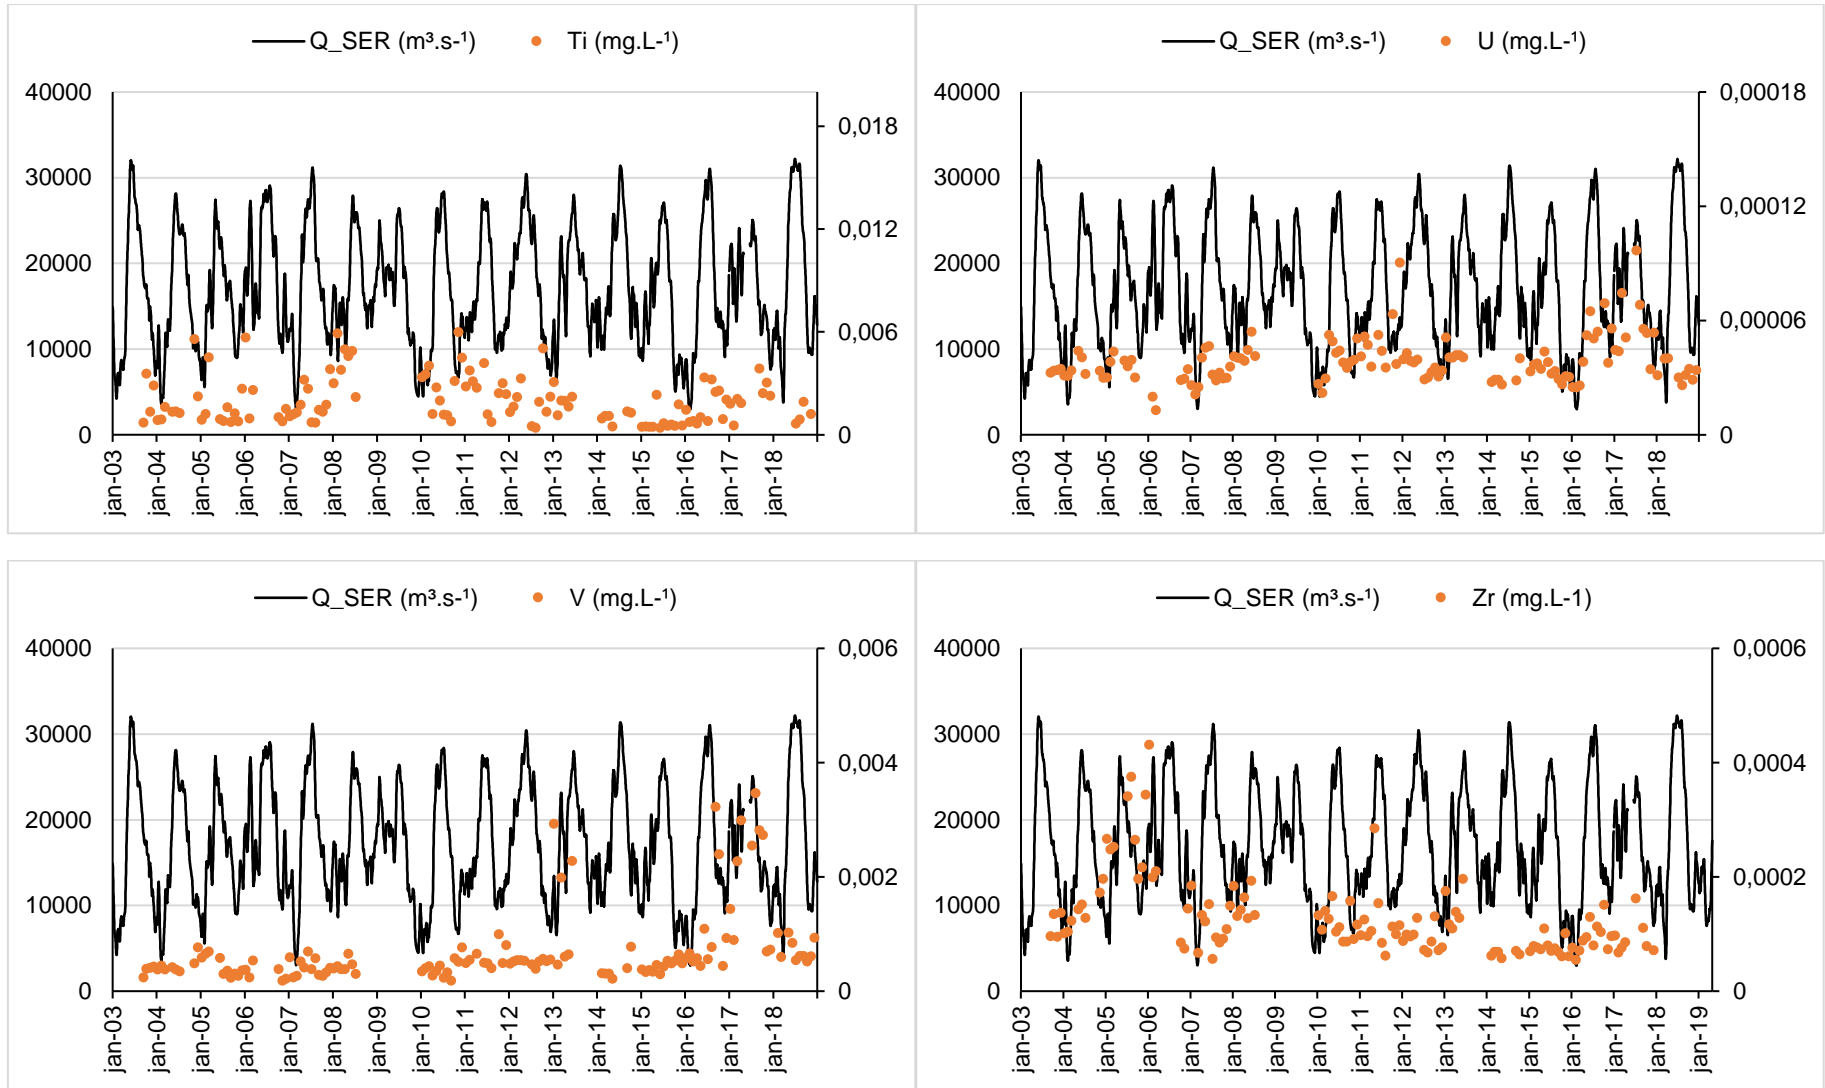 Q_SER (m³.s-¹) Ti (mg.L-¹)
40000
30000
20000
10000
0
0,018
0,012
0,006
0
jan-03
jan-04
jan-05
jan-06
jan-07
jan-08
jan-09
jan-10
jan-11
jan-12
jan-13
jan-14
jan-15
jan-16
jan-17
jan-18
Q_SER (m³.s-¹) U (mg.L-¹)
40000
30000
20000
10000
0
0,00018
0,00012
0,00006
0
jan-03
jan-04
jan-05
jan-06
jan-07
jan-08
jan-09
jan-10
jan-11
jan-12
jan-13
jan-14
jan-15
jan-16
jan-17
jan-18
Q_SER (m³.s-¹) V (mg.L-¹)
40000
30000
20000
10000
0
0,006
0,004
0,002
0
jan-03
jan-04
jan-05
jan-06
jan-07
jan-08
jan-09
jan-10
jan-11
jan-12
jan-13
jan-14
jan-15
jan-16
jan-17
jan-18
Q_SER (m³.s-¹) Zr (mg.L-1)
40000
30000
20000
10000
0
0,0006
0,0004
0,0002
0
jan-03
jan-04
jan-05
jan-06
jan-07
jan-08
jan-09
jan-10
jan-11
jan-12
jan-13
jan-14
jan-15
jan-16
jan-17
jan-18
jan-19